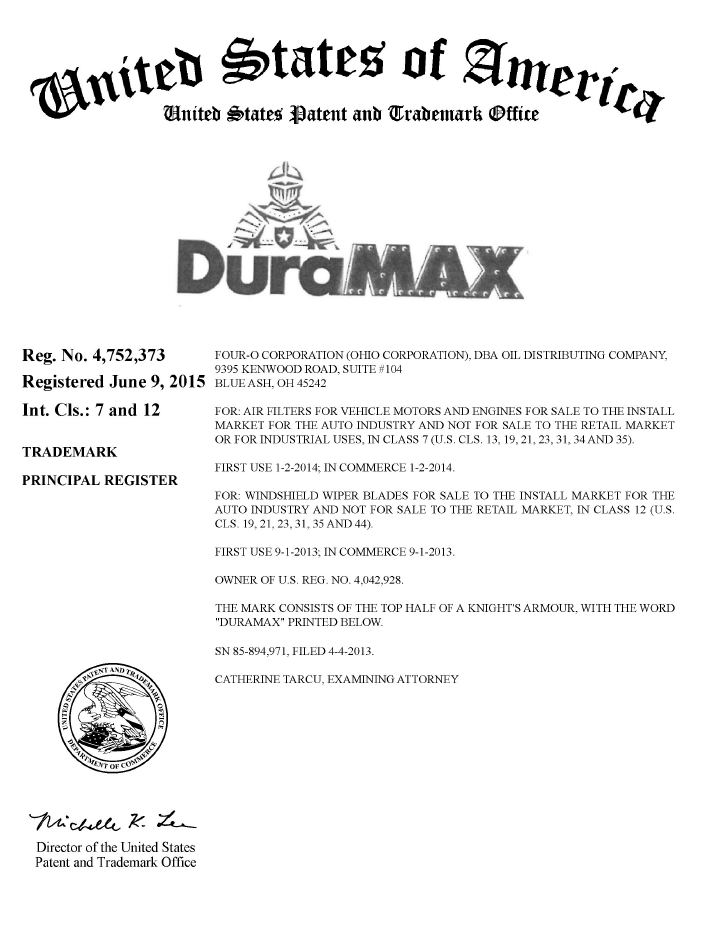 United States of America
United States Patent and Trademark Office
DuraMAX
Reg. No. 4,752,373
Registered June 9, 2015
Int. Cls.: 7 and 12
TRADEMARK
PRINCIPAL REGISTER
FOUR-O CORPORATION (OHIO CORPORATION), DBA OIL DISTRIBUTING COMPANY,
9395 KENWOOD ROAD, SUITE #104
BLUE ASH, OH 45242
FOR: AIR FILTERS FOR VEHICLE MOTORS AND ENGINES FOR SALE TO THE INSTALL
MARKET FOR THE AUTO INDUSTRY AND NOT FOR SALE TO THE RETAIL MARKET
OR FOR INDUSTRIAL USES, IN CLASS 7 (U.S. CLS. 13, 19, 21, 23, 31, 34 AND 35).
FIRST USE 1-2-2014; IN COMMERCE 1-2-2014.
FOR: WINDSHIELD WIPER BLADES FOR SALE TO THE INSTALL MARKET FOR THE
AUTO INDUSTRY AND NOT FOR SALE TO THE RETAIL MARKET, IN CLASS 12 (U.S.
CLS. 19, 21, 23, 31, 35 AND 44).
FIRST USE 9-1-2013; IN COMMERCE 9-1-2013.
OWNER OF U.S. REG. NO. 4,042,928.
THE MARK CONSISTS OF THE TOP HALF OF A KNIGHT'S ARMOUR, WITH THE WORD
"DURAMAX" PRINTED BELOW.
SN 85-894,971, FILED 4-4-2013.
CATHERINE TARCU, EXAMINING ATTORNEY
UNITED STATES PATENT AND TRADEMARK OFFICE
DEPARTMENT OF COMMERCE
Michelle K. Lee
Director of the United States
Patent and Trademark Office